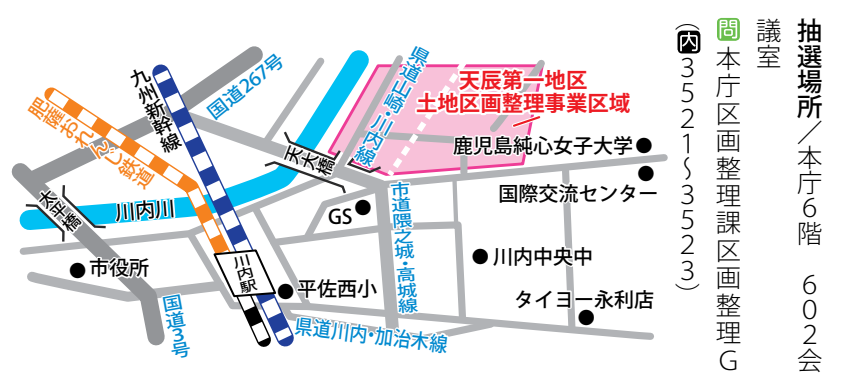 抽選場所／本庁6階　602会
議室
問本庁区画整理課区画整理G
(内3521〜3523)
国道267号
九州新幹線
肥薩おれんじ鉄道
県道山崎・川内線
天辰第一地区
土地区画整理事業区域
鹿児島純心女子大学
国際交流センター
天大橋
太平橋
川内川
GS
市道隈之城・高城線
川内中央中
市役所
川内駅
平佐西小
タイヨー永利店
国道3号
県道川内・加治木線